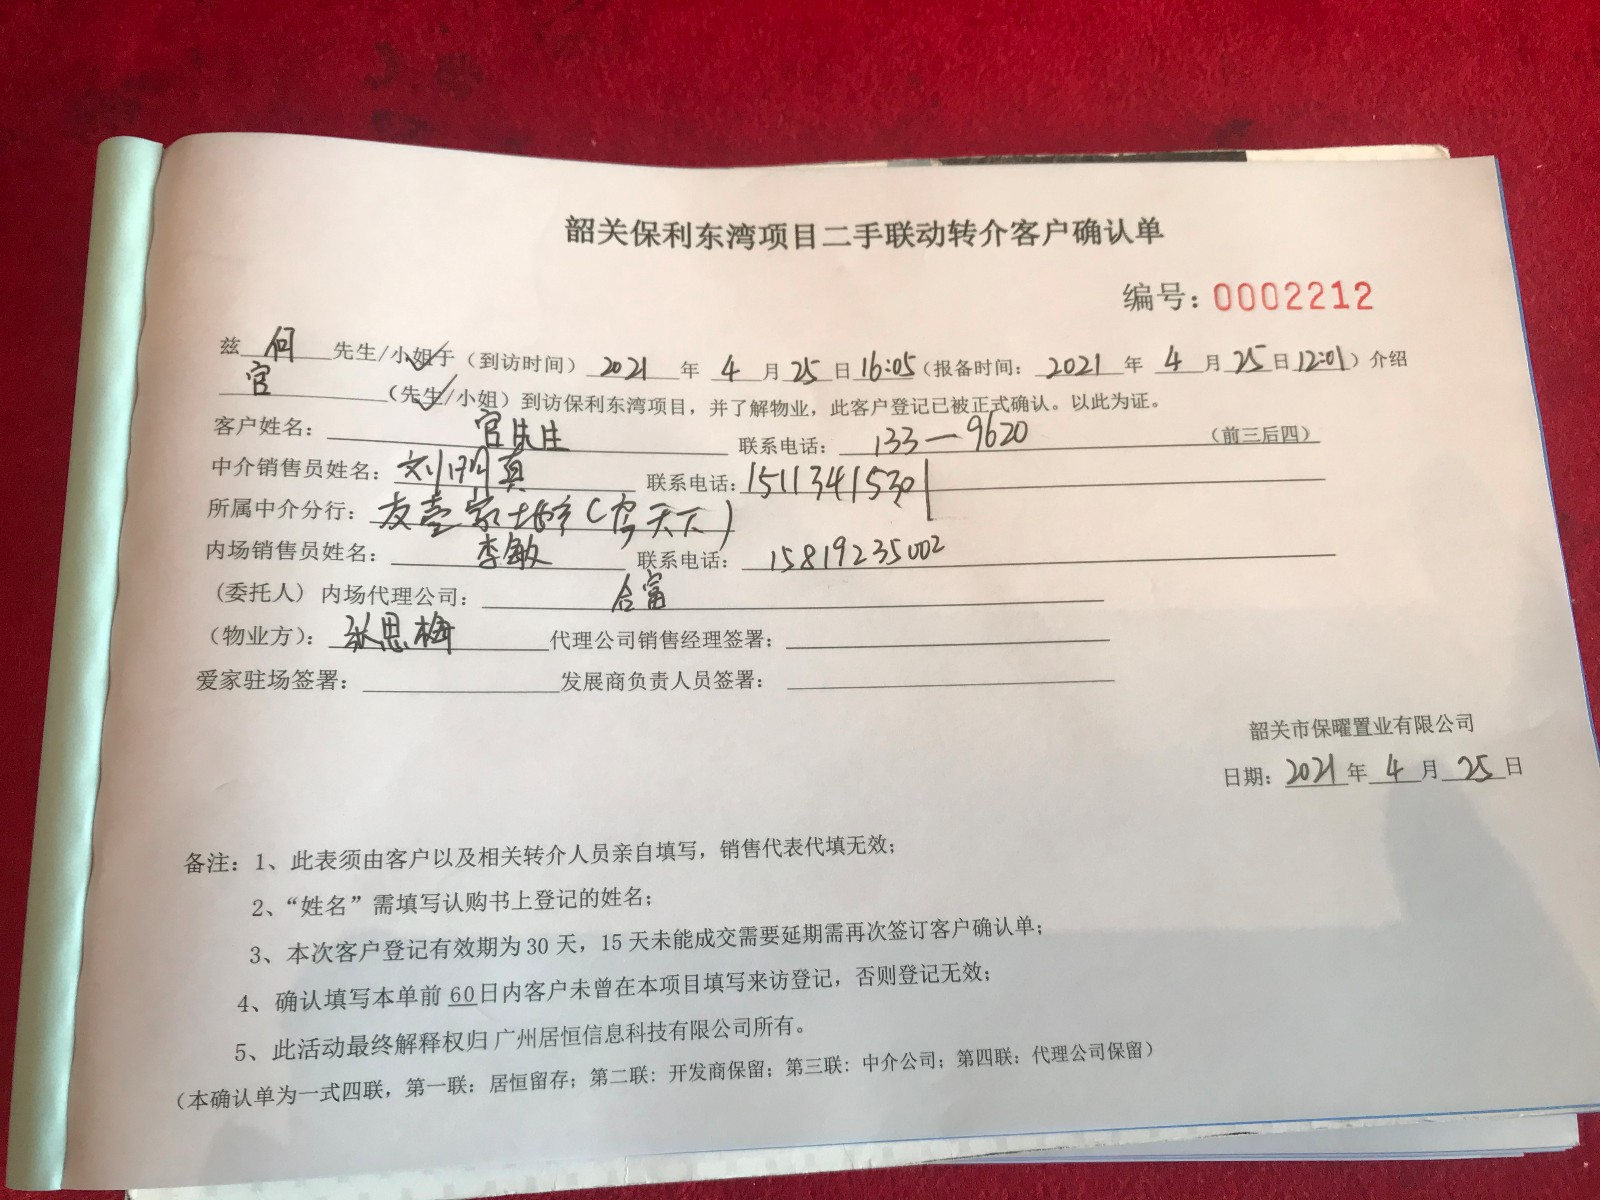 韶关保利东湾项目二手联动转介客户确认单
编号：0002212
兹 何 先生/小姐于（到访时间）2021 年 4 月 25 日 16:05（报备时间：2021 年 4 月 25 日 12:01）介绍
官 （先生/小姐）到访保利东湾项目，并了解物业，此客户登记已被正式确认。以此为证。
客户姓名： 官先生 联系电话： 133—9620 （前三后四）
中介销售员姓名： 刘 真 联系电话：15113415301
所属中介分行： 友壹家 （房天下）
内场销售员姓名： 李敏 联系电话： 15819235002
（委托人）内场代理公司： 合富
（物业方）：张思梅 代理公司销售经理签署：
爱家驻场签署： 发展商负责人员签署：
韶关市保曜置业有限公司
日期：2021 年 4 月 25 日
备注：1、此表须由客户以及相关转介人员亲自填写，销售代表代填无效；
2、“姓名”需填写认购书上登记的姓名；
3、本次客户登记有效期为 30 天，15 天未能成交需要延期需再次签订客户确认单；
4、确认填写本单前 60 日内客户未曾在本项目填写来访登记，否则登记无效；
5、此活动最终解释权归 广州居恒信息科技有限公司所有。
（本确认单为一式四联，第一联：居恒留存；第二联：开发商保留；第三联：中介公司；第四联：代理公司保留）